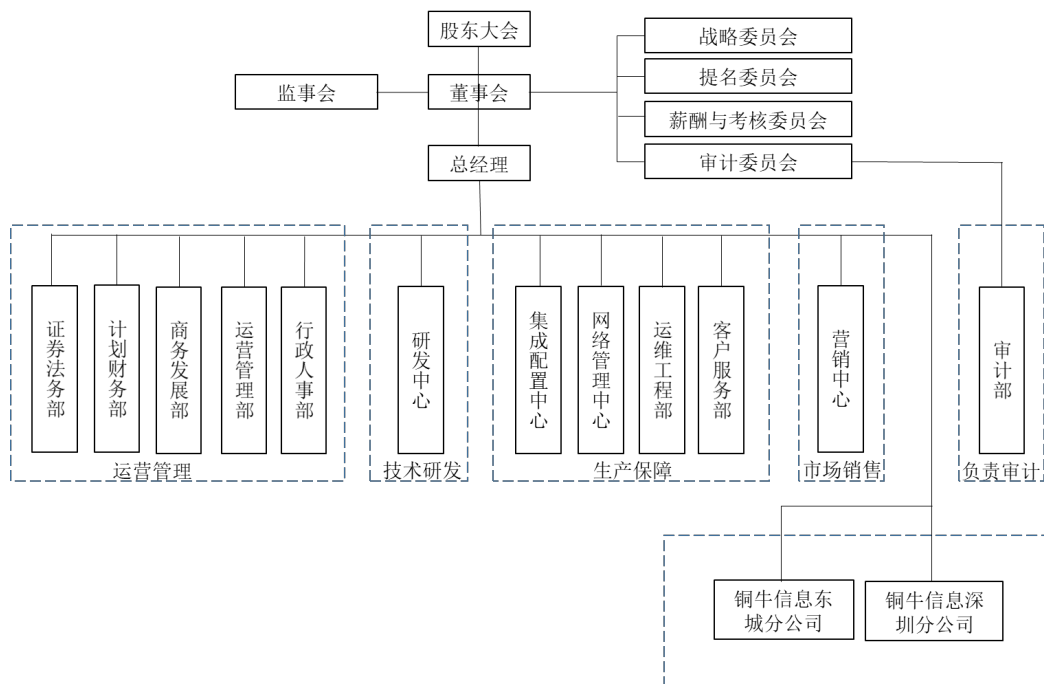 股东大会
战略委员会
提名委员会
监事会
董事会
薪酬与考核委员会
总经理
审计委员会
证券法务部
计划财务部
商务发展部
运营管理部
行政人事部
研发中心
集成配置中心
网络管理中心
运维工程部
客户服务部
营销中心
审计部
运营管理
技术研发
生产保障
市场销售
负责审计
铜牛信息东
城分公司
铜牛信息深
圳分公司